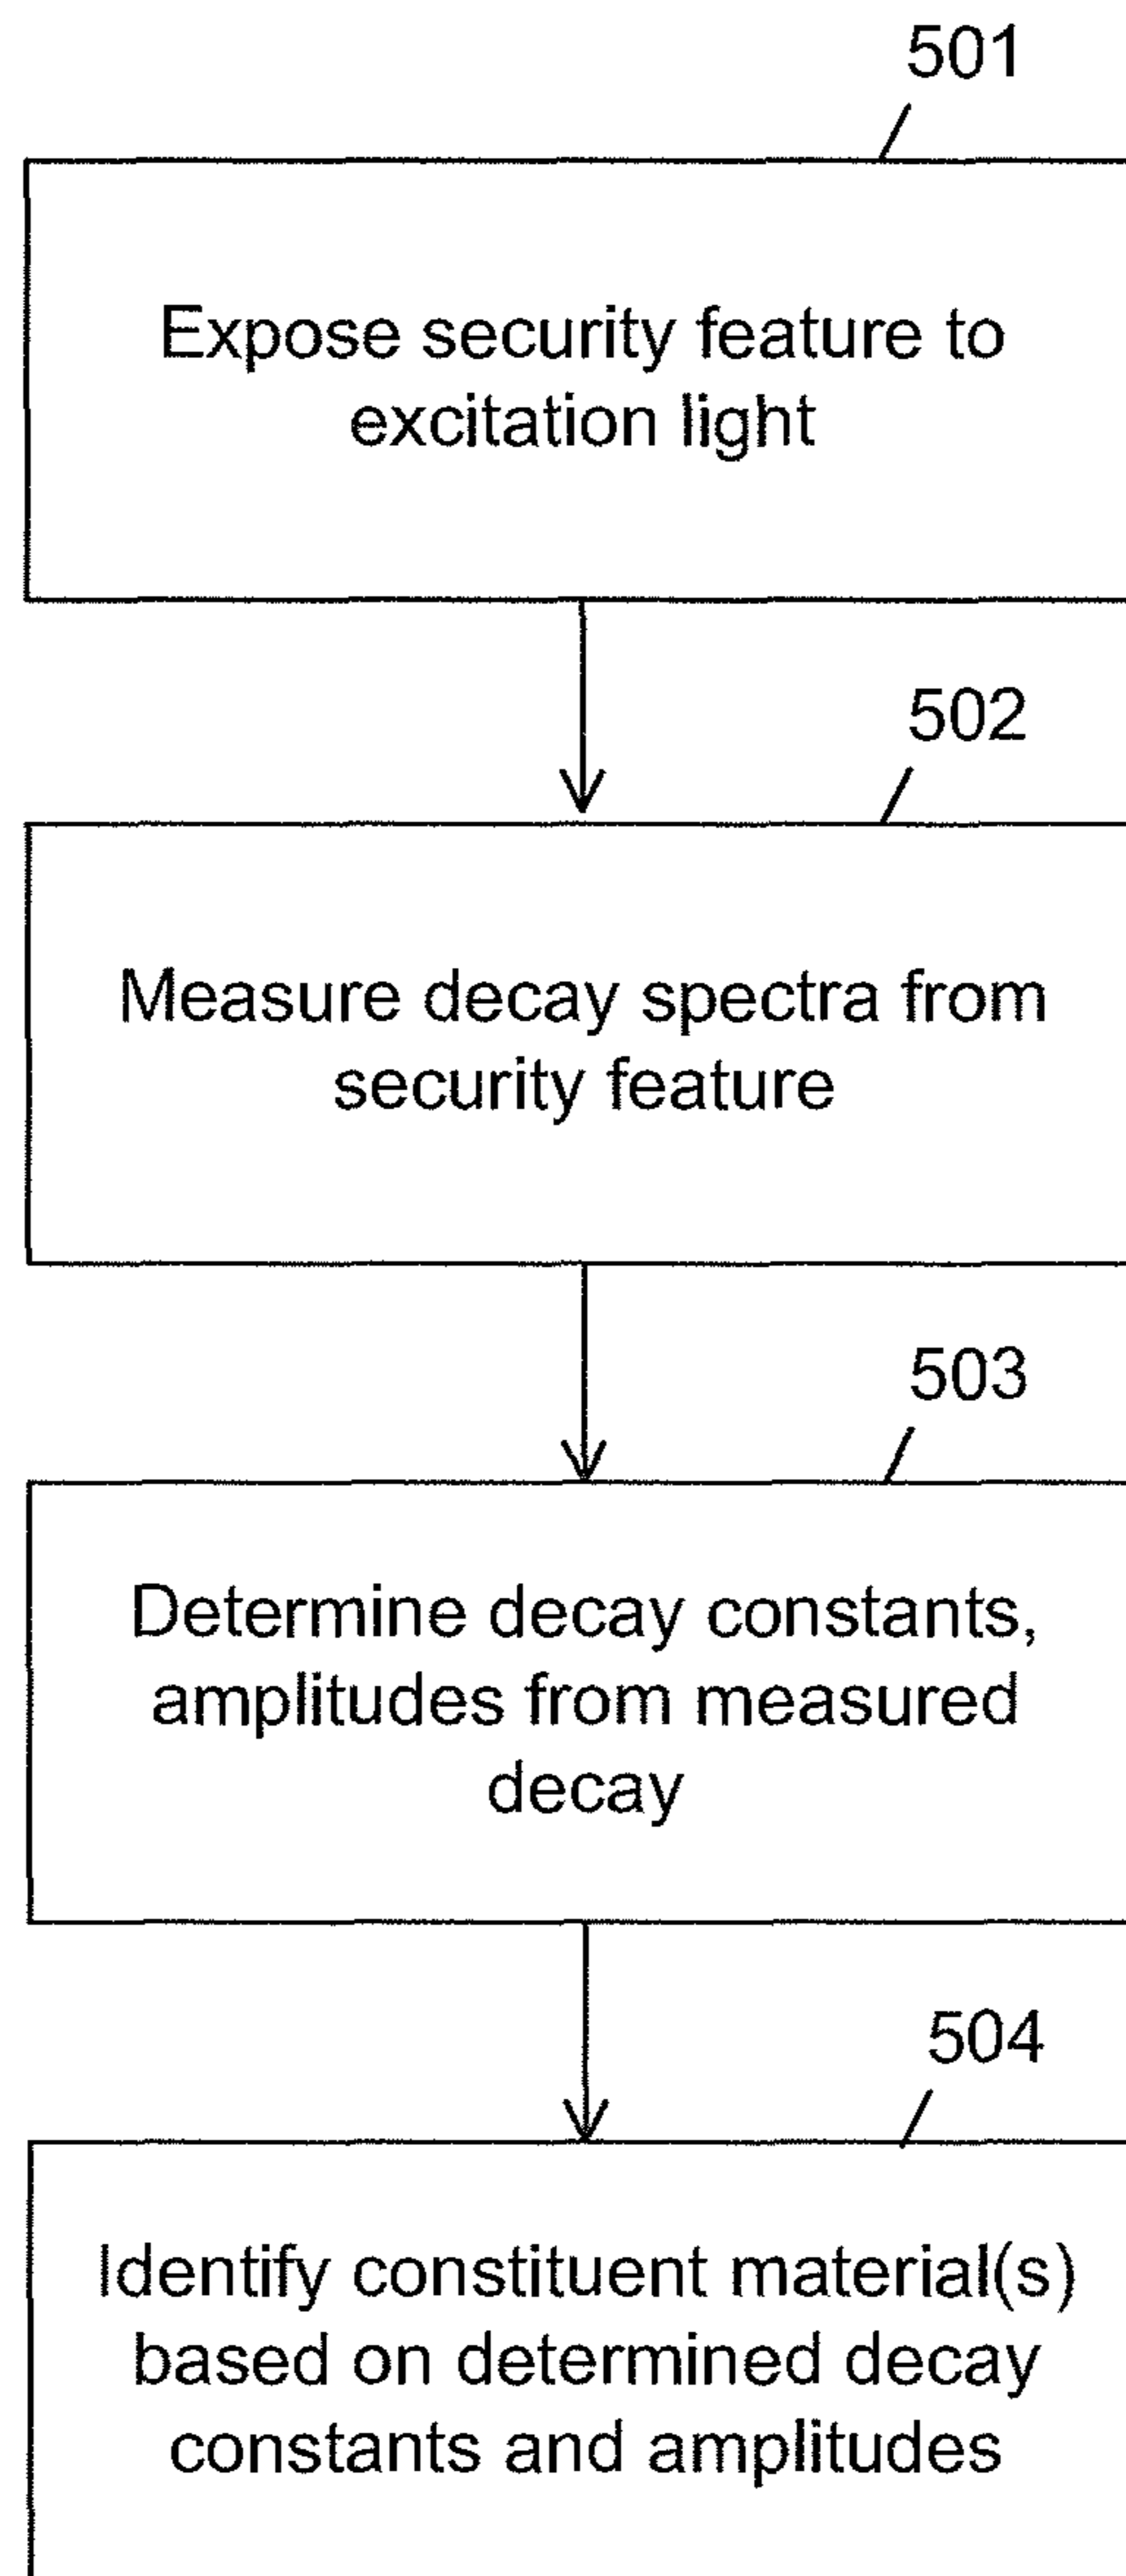 501
Expose security feature to
excitation light
502
Measure decay spectra from
security feature
503
Determine decay constants,
amplitudes from measured
decay
504
Identify constituent material(s)
based on determined decay
constants and amplitudes